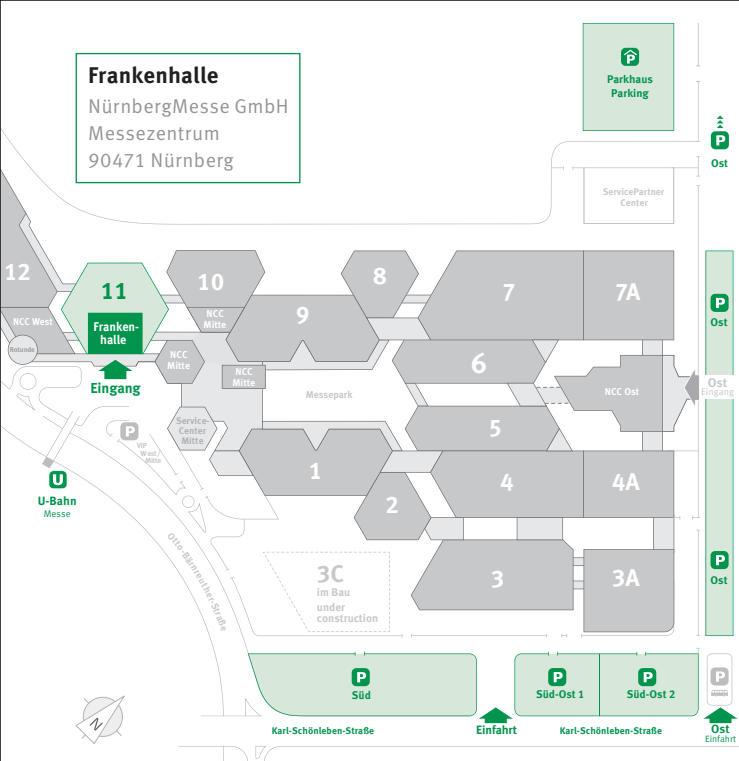 Frankenhalle
NürnbergMesse GmbH
Messezentrum
90471 Nürnberg
P
Parkhaus
Parking
P
Ost
ServicePartner
Center
12
11
10
9
8
7
7A
P
Ost
NCC West
Franken-
halle
NCC
Mitte
Rotunde
Eingang
NCC
Mitte
NCC
Mitte
Messepark
6
NCC Ost
Ost
Eingang
P
VIP
West/
Mitte
Service-
Center
Mitte
5
1
2
4
4A
U
U-Bahn
Messe
Otto-Bärnreuther-Straße
3C
im Bau
under
construction
3
3A
P
Ost
P
Süd
P
Süd-Ost 1
P
Süd-Ost 2
P
N
Karl-Schönleben-Straße
Einfahrt
Karl-Schönleben-Straße
Ost
Einfahrt